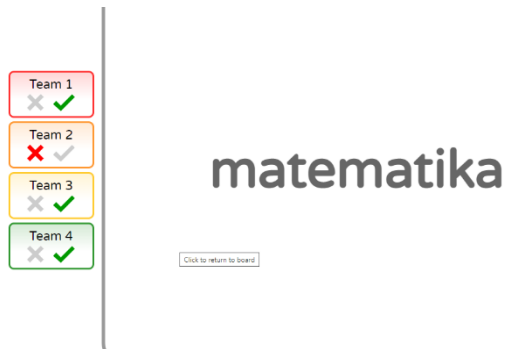 Team 1
Team 2
Team 3
Team 4
matematika
Click to return to board